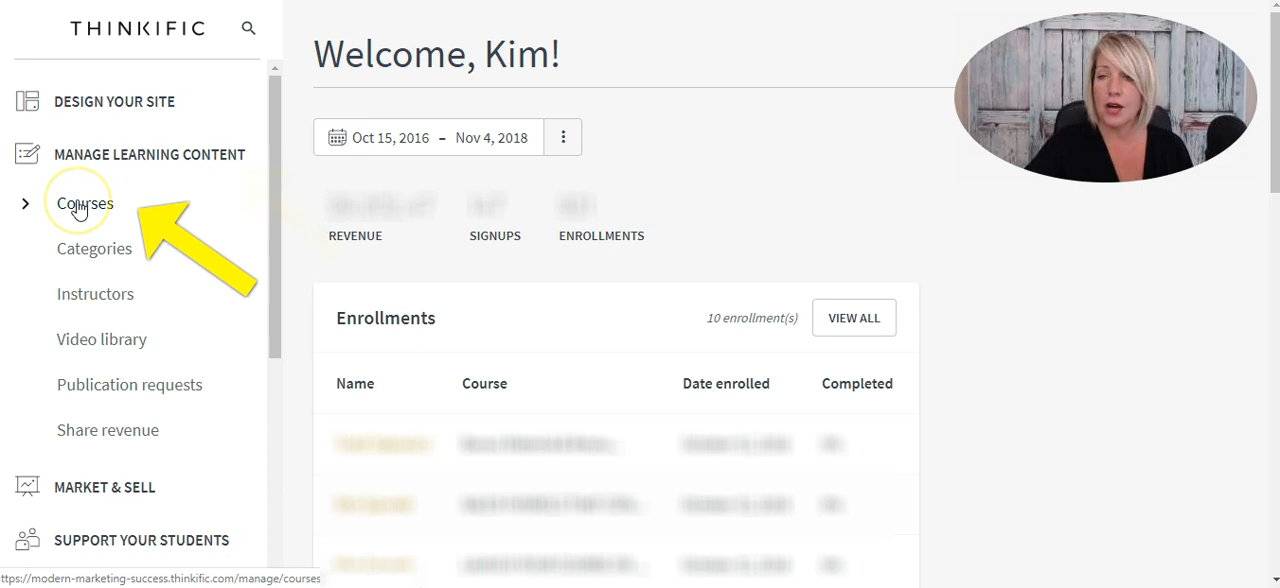 THINKIFIC
DESIGN YOUR SITE
MANAGE LEARNING CONTENT
Courses
Categories
Instructors
Video library
Publication requests
Share revenue
MARKET & SELL
SUPPORT YOUR STUDENTS
ttps://modern-marketing-success.thinkific.com/manage/courses
Welcome, Kim!
Oct 15, 2016 - Nov 4, 2018
REVENUE SIGNUPS ENROLLMENTS
Enrollments 10 enrollment(s) VIEW ALL
Name Course Date enrolled Completed